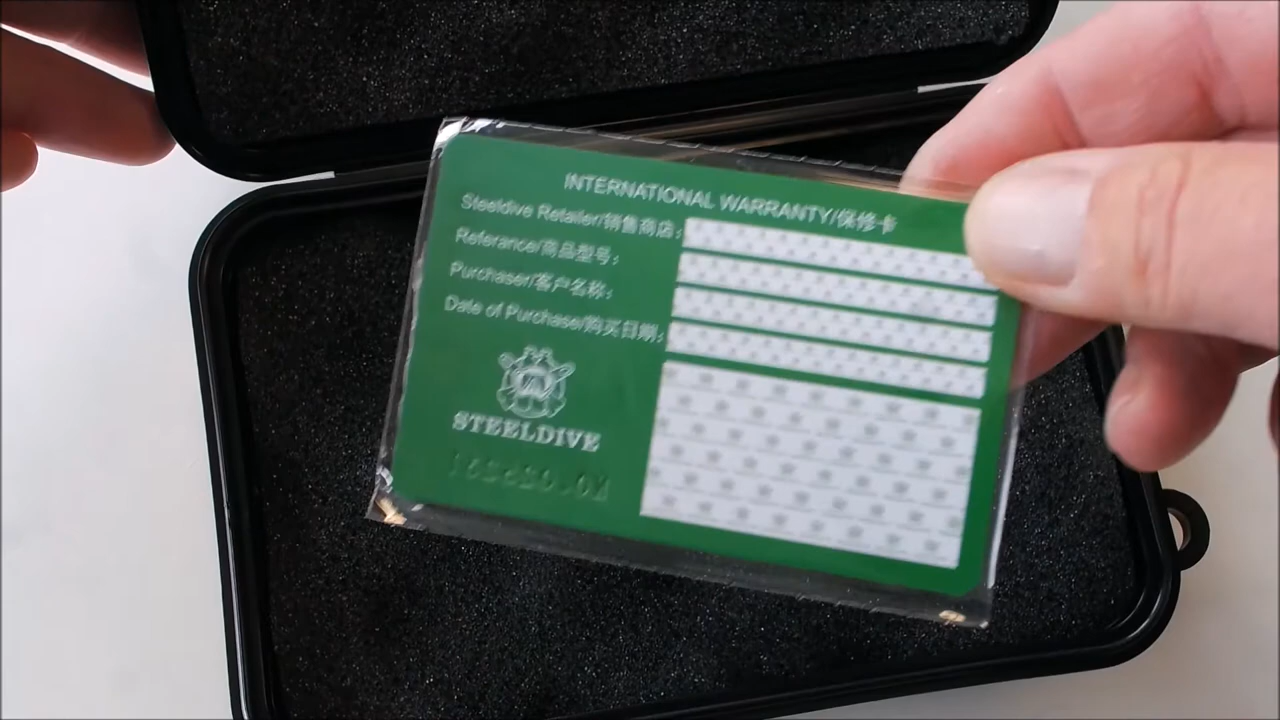 INTERNATIONAL WARRANTY/保修卡
Steeldive Retailer/销售商店:
Referance/商品型号:
Purchaser/客户名称:
Date of Purchase/购买日期:
STEELDIVE